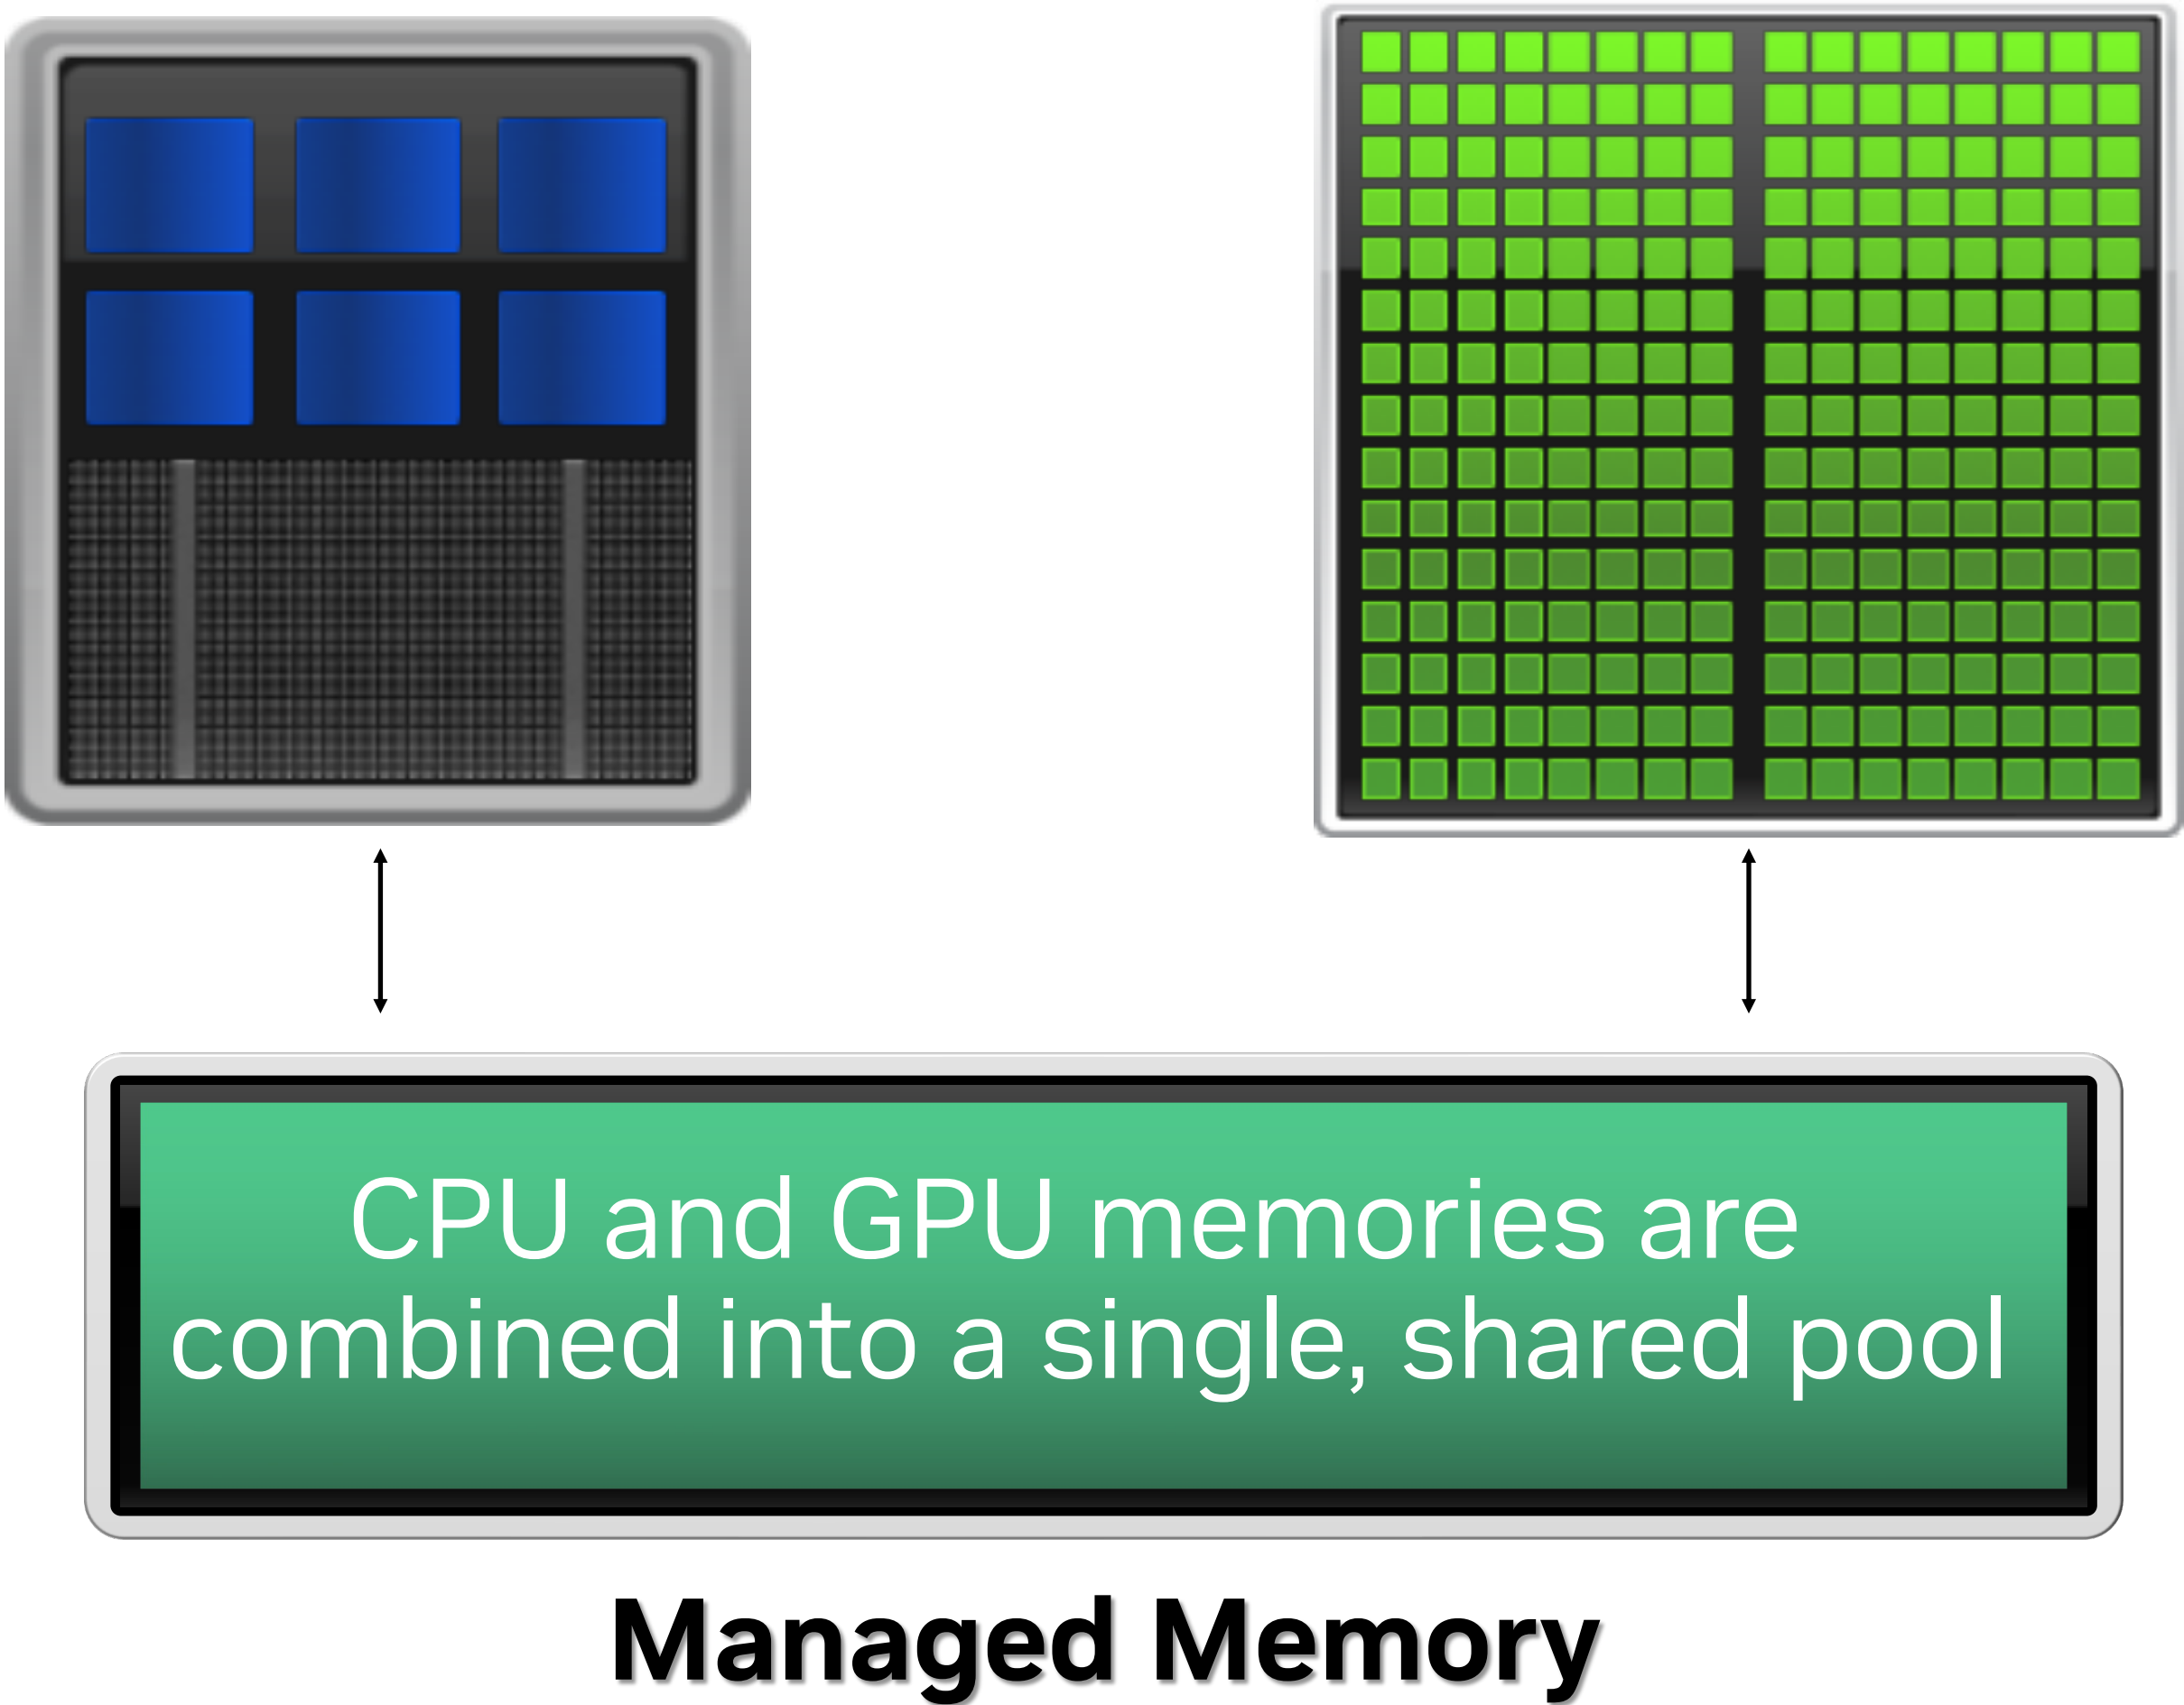 CPU and GPU memories are
combined into a single, shared pool
Managed Memory